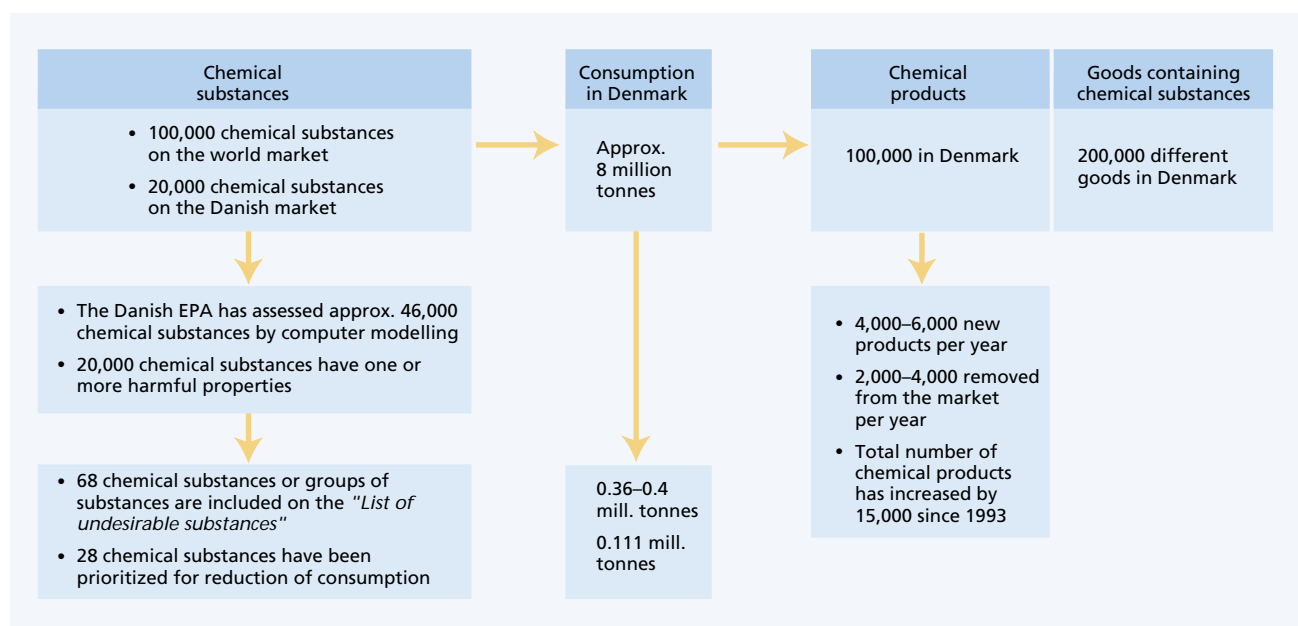 Chemical
substances
• 100,000 chemical substances
on the world market
• 20,000 chemical substances
on the Danish market
Consumption
in Denmark
Approx.
8 million
tonnes
Chemical
products
100,000 in Denmark
Goods containing
chemical substances
200,000 different
goods in Denmark
• The Danish EPA has assessed approx. 46,000
chemical substances by computer modelling
• 20,000 chemical substances have one or
more harmful properties
• 4,000–6,000 new
products per year
• 2,000–4,000 removed
from the market
per year
• Total number of
chemical products
has increased by
15,000 since 1993
• 68 chemical substances or groups of
substances are included on the "List of
undesirable substances"
• 28 chemical substances have been
prioritized for reduction of consumption
0.36–0.4
mill. tonnes
0.111 mill.
tonnes